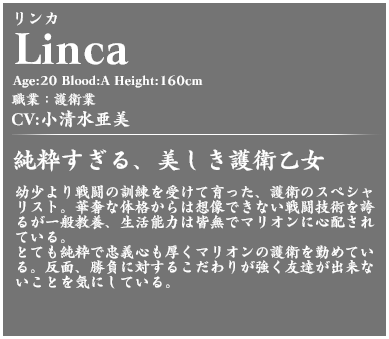 リンカ
Linca
Age:20 Blood:A Height:160cm
職業：護衛業
CV:小清水亜美
純粋すぎる、美しき護衛乙女
幼少より戦闘の訓練を受けて育った、護術のスペシャ
リスト。華奢な体格からは想像できない戦闘技術を誇
るが一般教養、生活能力は皆無でマリオンに心配され
ている。
とても純粋で忠義心も厚くマリオンの護衛を勤めてい
る。反面、勝負に対するこだわりが強く友達が出来な
いことを気にしている。